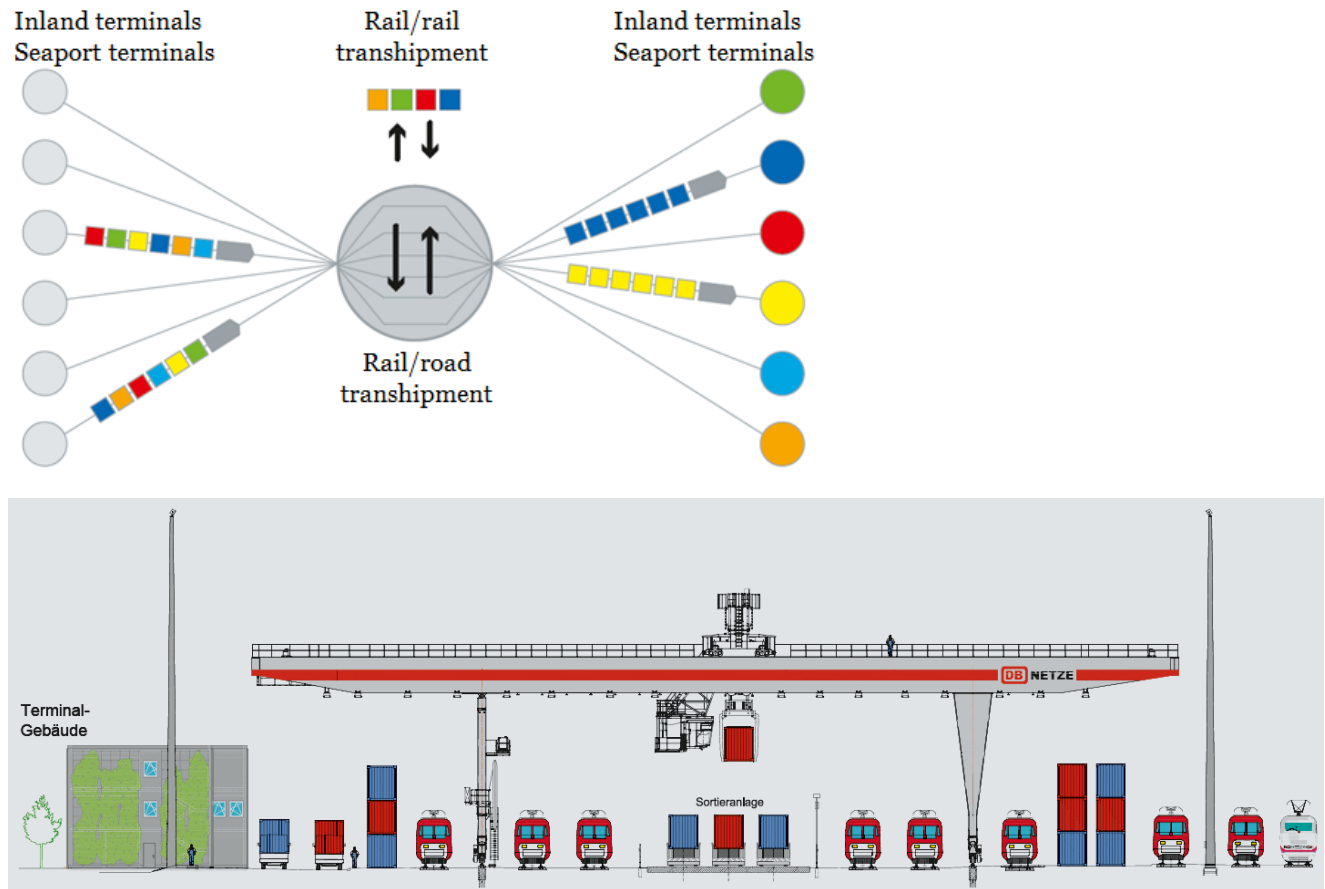 Inland terminals
Seaport terminals
Rail/rail
transhipment
Inland terminals
Seaport terminals
Rail/road
transhipment
DB NETZE
Terminal-
Gebäude
Sortieranlage